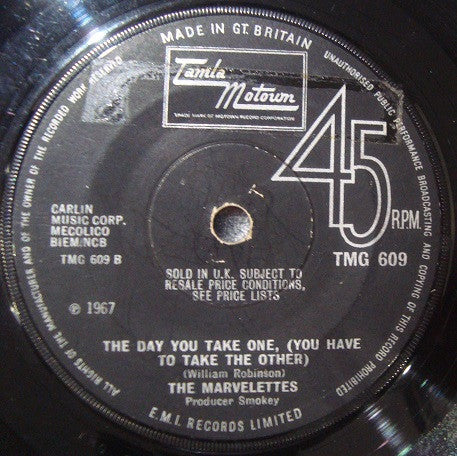 MADE IN GT. BRITAIN
UNAUTHORISED PUBLIC PERFORMANCE BROADCASTING AND COPYING OF THIS RECORD PROHIBITED
ALL RIGHTS OF THE MANUFACTURER AND OF THE OWNER OF THE RECORDED WORK RESERVED
Tamla
Motown
TRADE MARK OF MOTOWN RECORD CORPORATION
45
R.P.M.
TMG 609
CARLIN
MUSIC CORP.
MECOLICO
BIEM/NCB
TMG 609 B
T
SOLD IN U.K. SUBJECT TO
RESALE PRICE CONDITIONS,
SEE PRICE LISTS
℗ 1967
THE DAY YOU TAKE ONE, (YOU HAVE
TO TAKE THE OTHER)
(William Robinson)
THE MARVELETTES
Producer Smokey
E.M.I. RECORDS LIMITED